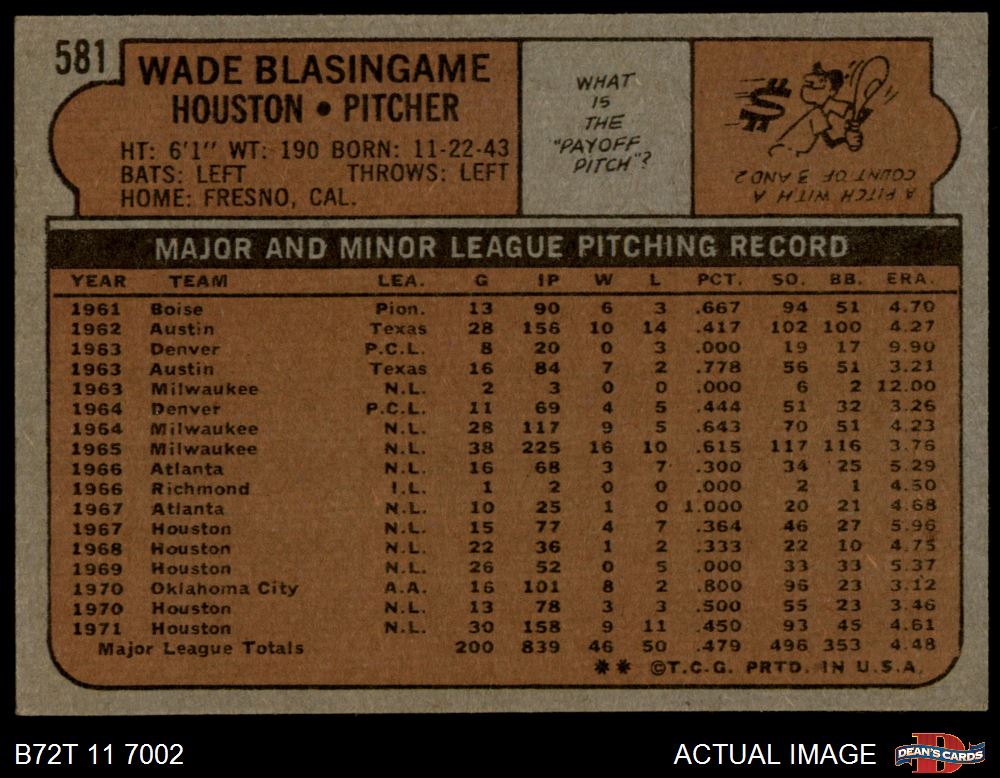 581
WADE BLASINGAME
HOUSTON • PITCHER
HT: 6'1" WT: 190 BORN: 11-22-43
BATS: LEFT THROWS: LEFT
HOME: FRESNO, CAL.
WHAT
IS
THE
"PAYOFF
PITCH"?
A PITCH WITH A
COUNT OF 3 AND 2.
MAJOR AND MINOR LEAGUE PITCHING RECORD
YEAR TEAM LEA. G IP W L PCT. SO. BB. ERA.
1961 Boise Pion. 13 90 6 3 .667 94 51 4.70
1962 Austin Texas 28 156 10 14 .417 102 100 4.27
1963 Denver P.C.L. 8 20 0 3 .000 19 17 9.90
1963 Austin Texas 16 84 7 2 .778 56 51 3.21
1963 Milwaukee N.L. 2 3 0 0 .000 6 2 12.00
1964 Denver P.C.L. 11 69 4 5 .444 51 32 3.26
1964 Milwaukee N.L. 28 117 9 5 .643 70 51 4.23
1965 Milwaukee N.L. 38 225 16 10 .615 117 116 3.76
1966 Atlanta N.L. 16 68 3 7 .300 34 25 5.29
1966 Richmond I.L. 1 2 0 0 .000 2 1 4.50
1967 Atlanta N.L. 10 25 1 0 1.000 20 21 4.68
1967 Houston N.L. 15 77 4 7 .364 46 27 5.96
1968 Houston N.L. 22 36 1 2 .333 22 10 4.75
1969 Houston N.L. 26 52 0 5 .000 33 33 5.37
1970 Oklahoma City A.A. 16 101 8 2 .800 96 23 3.12
1970 Houston N.L. 13 78 3 3 .500 55 23 3.46
1971 Houston N.L. 30 158 9 11 .450 93 45 4.61
Major League Totals 200 839 46 50 .479 496 353 4.48
** ©T.C.G. PRTD. IN U.S.A.
B72T 11 7002
ACTUAL IMAGE
DEAN'S CARDS